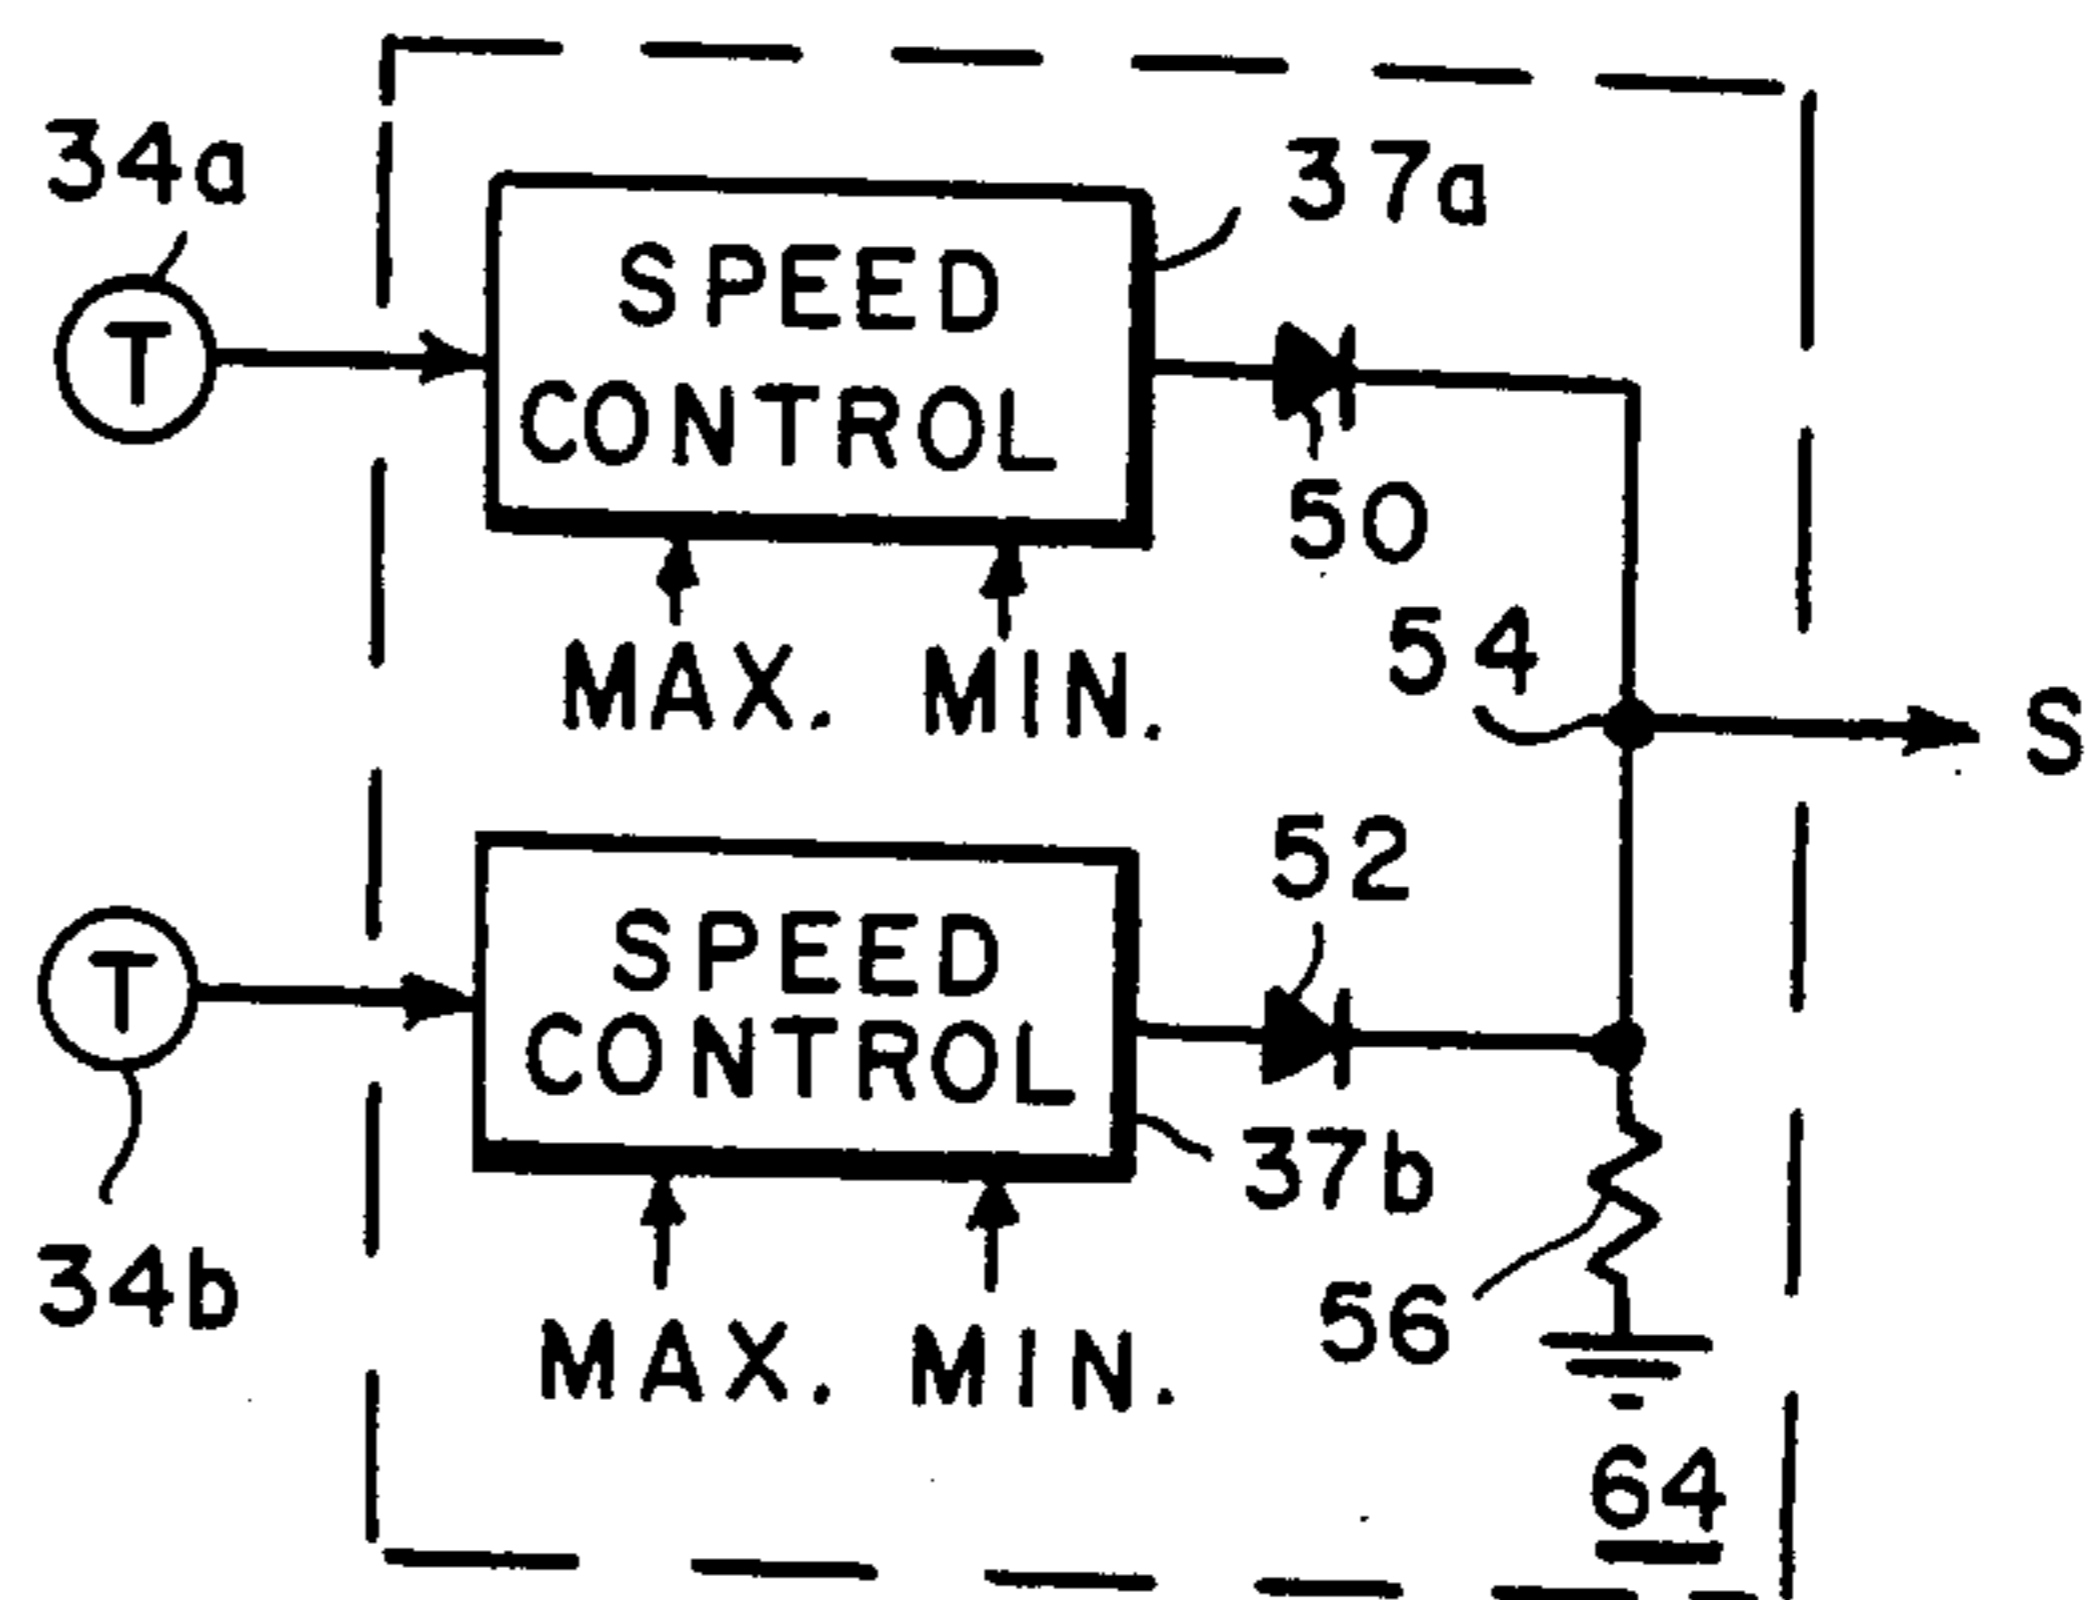 34a
37a
T
SPEED
CONTROL
50
MAX. MIN.
54
S
52
T
SPEED
CONTROL
37b
34b
56
MAX. MIN.
64